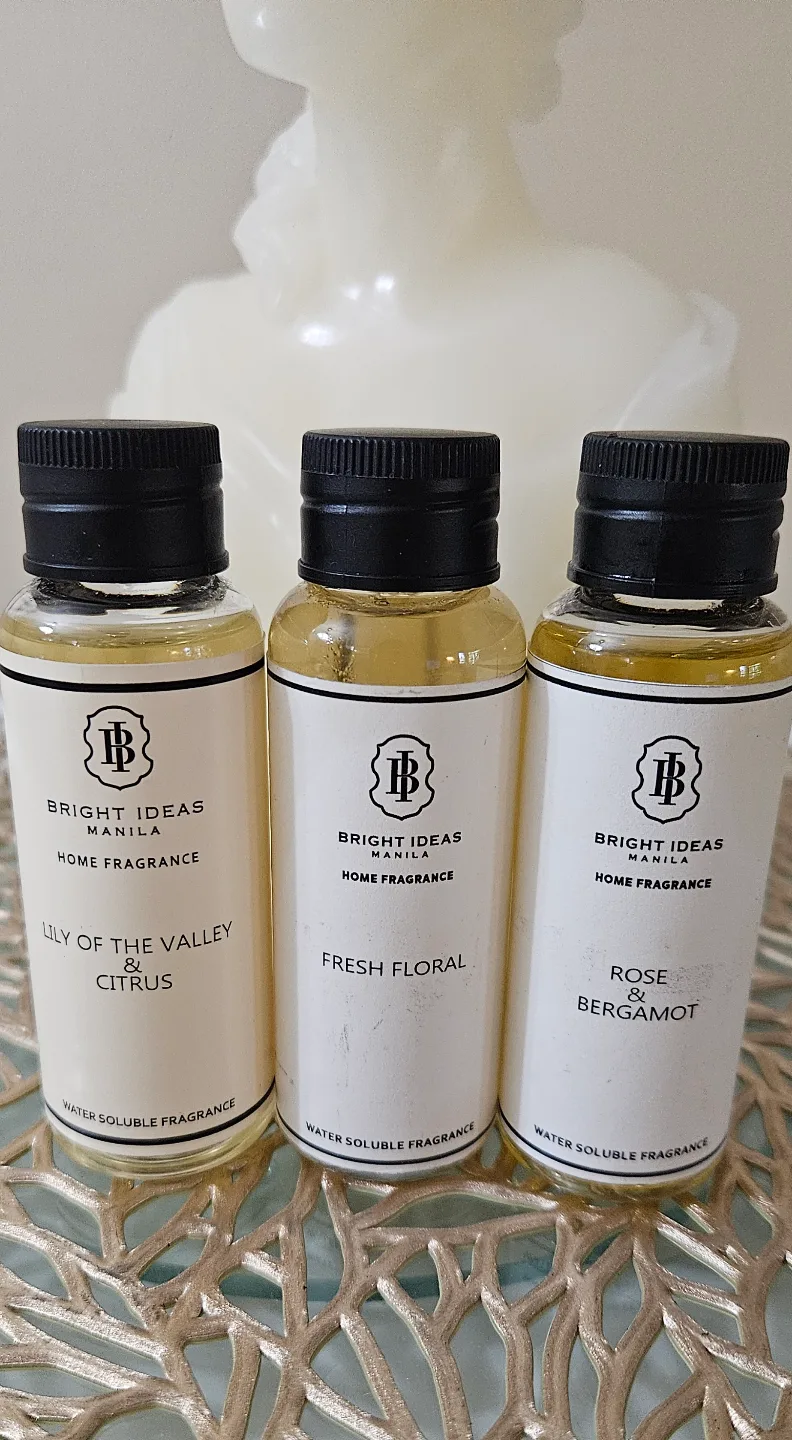 BI
BRIGHT IDEAS
MANILA
HOME FRAGRANCE
LILY OF THE VALLEY
&
CITRUS
WATER SOLUBLE FRAGRANCE
BI
BRIGHT IDEAS
MANILA
HOME FRAGRANCE
FRESH FLORAL
WATER SOLUBLE FRAGRANCE
BI
BRIGHT IDEAS
MANILA
HOME FRAGRANCE
ROSE
&
BERGAMOT
WATER SOLUBLE FRAGRANCE